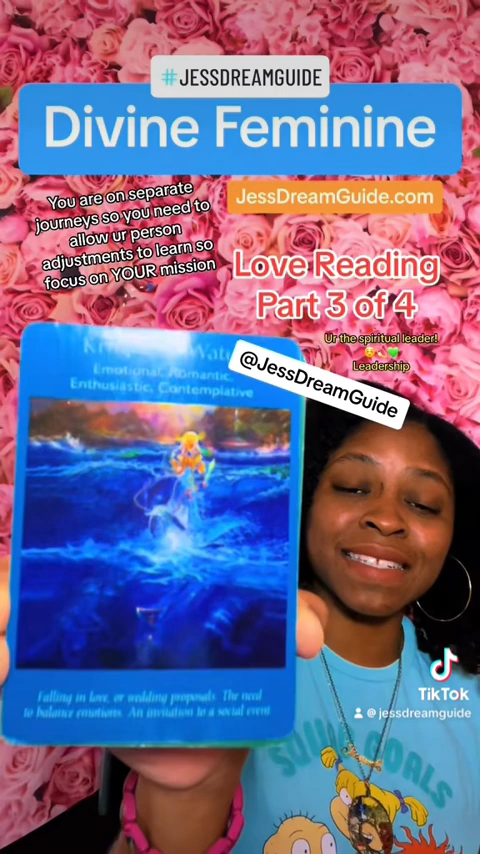 #JESSDREAMGUIDE
Divine Feminine
You are on separate
journeys so you need to
allow ur person
adjustments to learn so
focus on YOUR mission
JessDreamGuide.com
Love Reading
Part 3 of 4
Ur the spiritual leader!
Leadership
@JessDreamGuide
Emotional, Romantic,
Enthusiastic, Contemplative
Falling in love, or wedding proposals. The need
to balance emotions. An invitation to a social event
TikTok
@jessdreamguide
GOALS